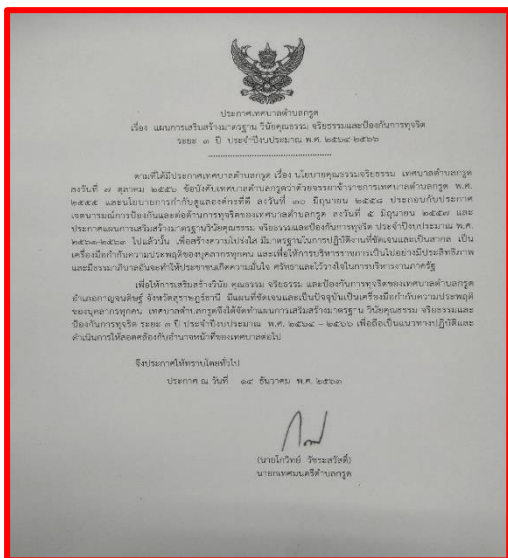 ประกาศเทศบาลตำบลกรูด
เรื่อง แผนการเสริมสร้างมาตรฐาน วินัยคุณธรรม จริยธรรมและป้องกันการทุจริต
ระยะ ๓ ปี ประจำปีงบประมาณ พ.ศ. ๒๕๖๔-๒๕๖๖
ตามที่ได้มีประกาศเทศบาลตำบลกรูด เรื่อง นโยบายคุณธรรมจริยธรรม เทศบาลตำบลกรูด
ลงวันที่ ๗ ตุลาคม ๒๕๕๖ ข้อบังคับเทศบาลตำบลกรูดว่าด้วยจรรยาข้าราชการเทศบาลตำบลกรูด พ.ศ.
๒๕๕๕ และนโยบายการกำกับดูแลองค์กรที่ดี ลงวันที่ ๓๐ มิถุนายน ๒๕๕๘ ประกอบกับประกาศ
เจตนารมณ์การป้องกันและต่อต้านการทุจริตของเทศบาลตำบลกรูด ลงวันที่ ๕ มิถุนายน ๒๕๕๗ และ
ประกาศแผนการเสริมสร้างมาตรฐานวินัยคุณธรรม จริยธรรมและป้องกันการทุจริต ประจำปีงบประมาณ พ.ศ.
๒๕๖๑-๒๕๖๓ ไปแล้วนั้น เพื่อสร้างความโปร่งใส มีมาตรฐานในการปฏิบัติงานที่ชัดเจนและเป็นสากล เป็น
เครื่องมือกำกับความประพฤติของบุคลากรทุกคน และเพื่อให้การบริหารราชการเป็นไปอย่างมีประสิทธิภาพ
และมีธรรมาภิบาลอันจะทำให้ประชาชนเกิดความมั่นใจ ศรัทธาและไว้วางใจในการบริหารงานภาครัฐ
เพื่อให้การเสริมสร้างวินัย คุณธรรม จริยธรรม และป้องกันการทุจริตของเทศบาลตำบลกรูด
อำเภอกาญจนดิษฐ์ จังหวัดสุราษฎร์ธานี มีแผนที่ชัดเจนและเป็นปัจจุบันเป็นเครื่องมือกำกับความประพฤติ
ของบุคลากรทุกคน เทศบาลตำบลกรูดจึงได้จัดทำแผนการเสริมสร้างมาตรฐาน วินัยคุณธรรม จริยธรรมและ
ป้องกันการทุจริต ระยะ ๓ ปี ประจำปีงบประมาณ พ.ศ. ๒๕๖๔ - ๒๕๖๖ เพื่อถือเป็นแนวทางปฏิบัติและ
ดำเนินการให้สอดคล้องกับอำนาจหน้าที่ของเทศบาลต่อไป
จึงประกาศให้ทราบโดยทั่วไป
ประกาศ ณ วันที่ ๑๔ ธันวาคม พ.ศ. ๒๕๖๓
(นายโกวิทย์ วัชระสวัสดิ์)
นายกเทศมนตรีตำบลกรูด